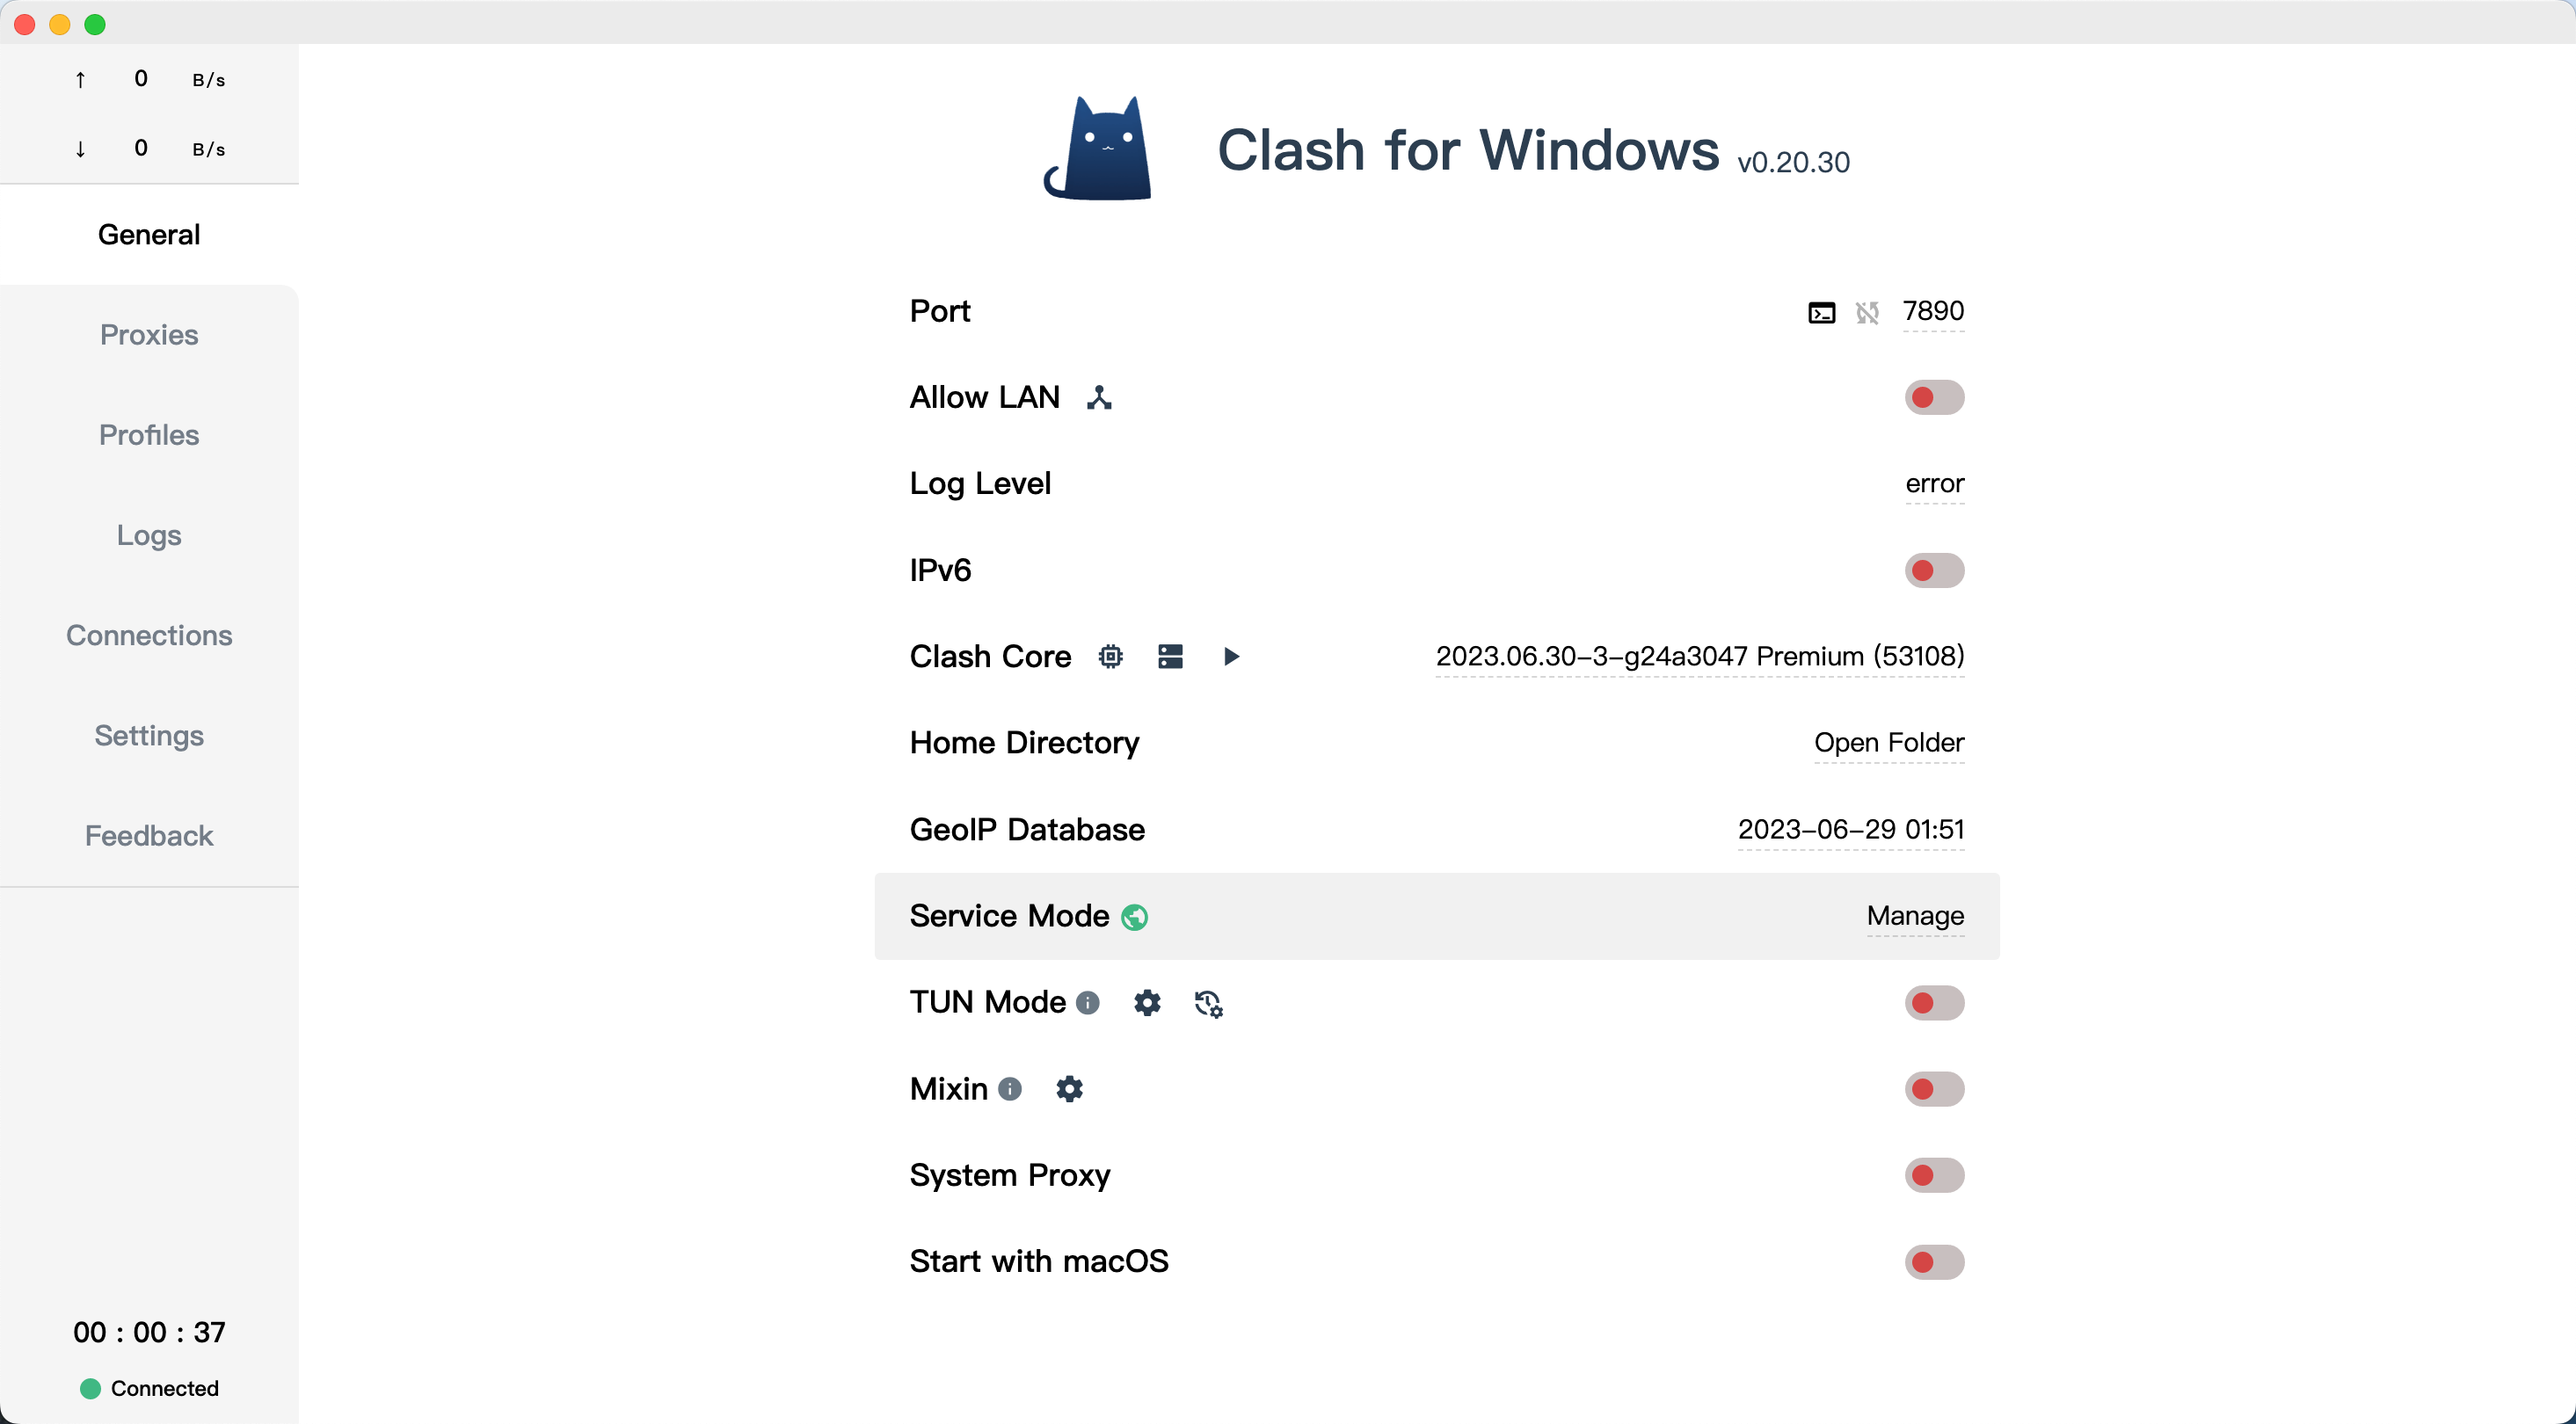 ↑ 0 B/s
↓ 0 B/s
General
Proxies
Profiles
Logs
Connections
Settings
Feedback
00 : 00 : 37
Connected
Clash for Windows v0.20.30
Port 7890
Allow LAN
Log Level error
IPv6
Clash Core 2023.06.30-3-g24a3047 Premium (53108)
Home Directory Open Folder
GeoIP Database 2023-06-29 01:51
Service Mode Manage
TUN Mode
Mixin
System Proxy
Start with macOS